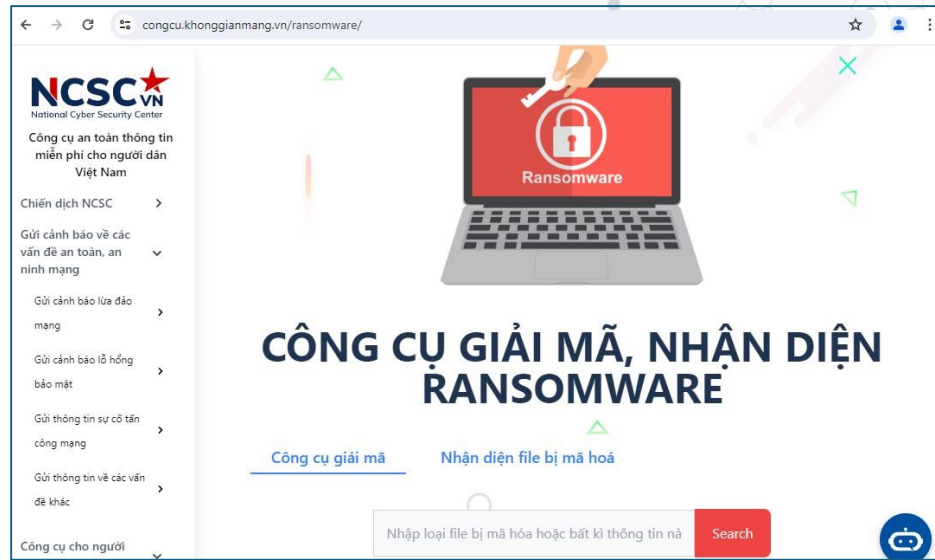 congcu.khonggianmang.vn/ransomware/
NCSC VN
National Cyber Security Center
Công cụ an toàn thông tin
miễn phí cho người dân
Việt Nam
Chiến dịch NCSC
Gửi cảnh báo về các
vấn đề an toàn, an
ninh mạng
Gửi cảnh báo lừa đảo
mạng
Gửi cảnh báo lỗ hổng
bảo mật
Gửi thông tin sự cố tấn
công mạng
Gửi thông tin về các vấn
đề khác
Công cụ cho người
Ransomware
CÔNG CỤ GIẢI MÃ, NHẬN DIỆN
RANSOMWARE
Công cụ giải mã
Nhận diện file bị mã hoá
Nhập loại file bị mã hóa hoặc bất kì thông tin nà
Search